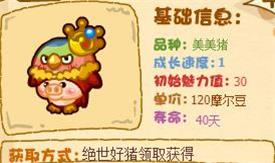 基础信息:
品种: 美美猪
成长速度: 1
初始魅力值: 30
单价: 120摩尔豆
寿命: 40天
获取方式: 绝世好猪领取获得